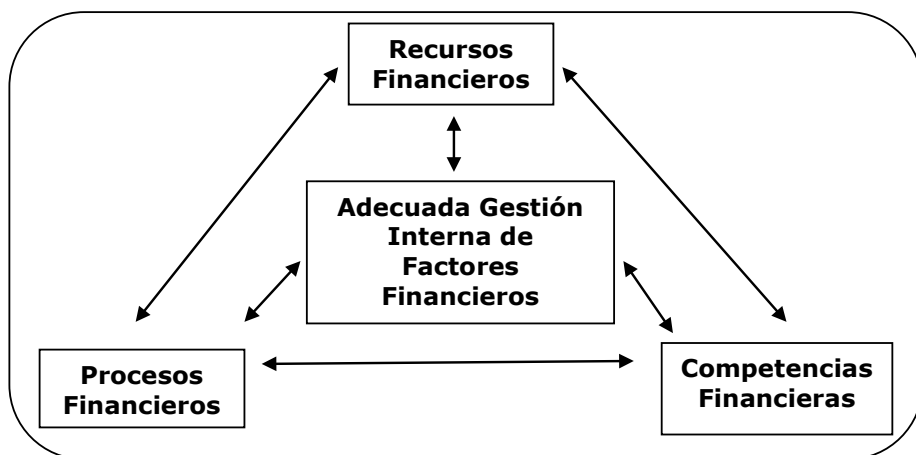 Recursos
Financieros
Adecuada Gestión
Interna de
Factores
Financieros
Procesos
Financieros
Competencias
Financieras